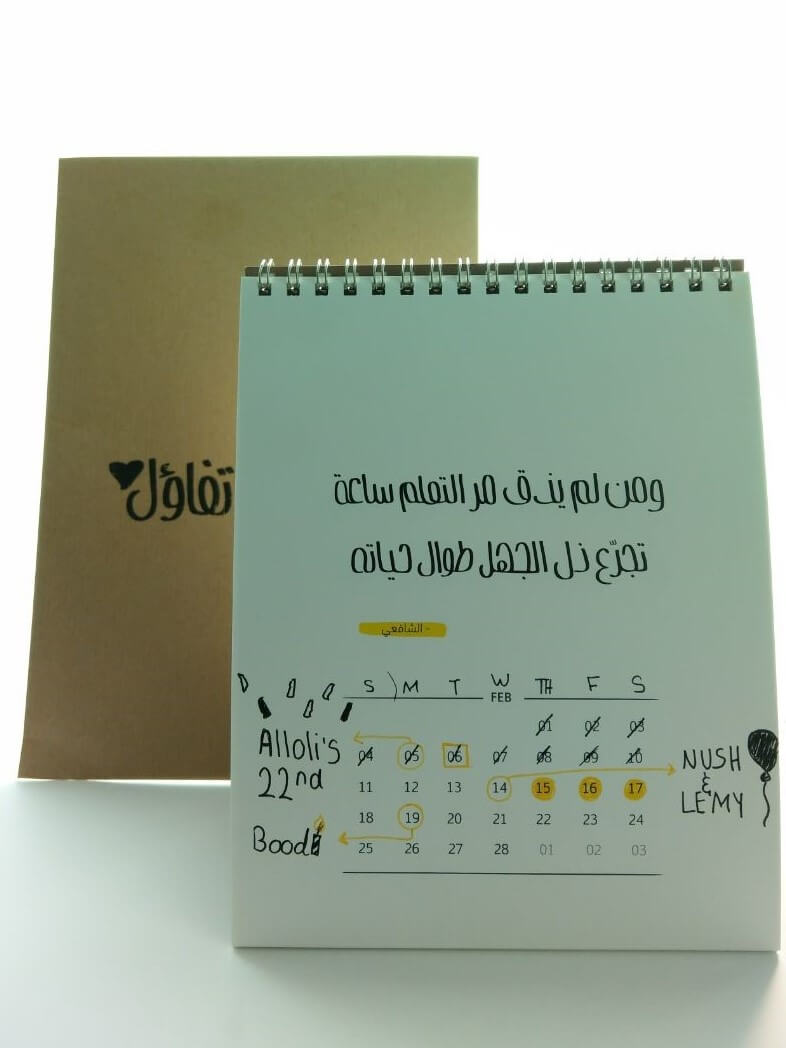 تفاؤل
ومن لم يذق مر التعلم ساعة
تجرّع ذل الجهل طوال حياته
- الشافعي
S M T W TH F S
FEB
01 02 03
04 05 06 07 08 09 10
11 12 13 14 15 16 17
18 19 20 21 22 23 24
25 26 27 28 01 02 03
Alloli's
22nd
Bood
NUSH
&
LEMY